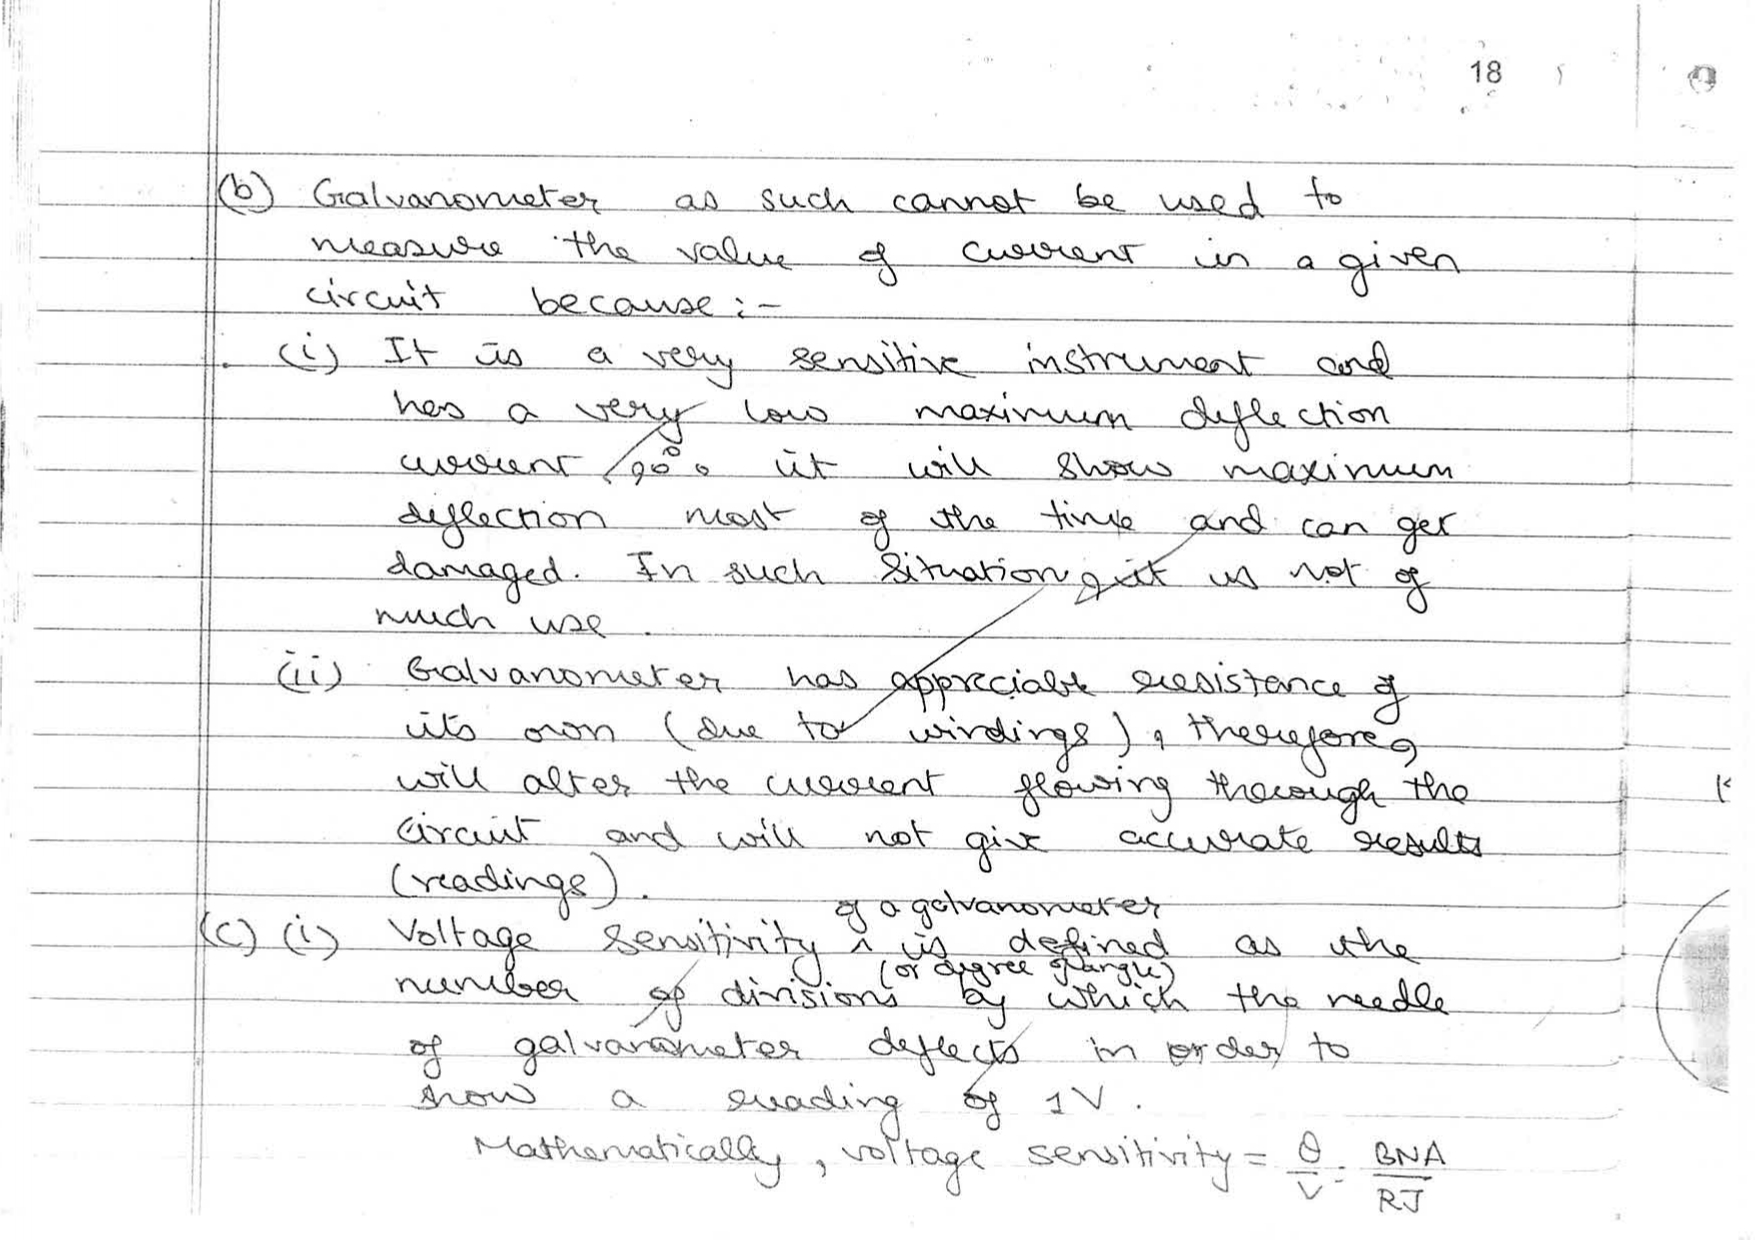 18
(b) Galvanometer as such cannot be used to
measure the value of current in a given
circuit because :-
(i) It is a very sensitive instrument and
has a very low maximum deflection
current, so it will show maximum
deflection most of the time and can get
damaged. In such situation, it is not of
much use.
(ii) Galvanometer has appreciable resistance of
its own (due to windings), therefore,
will alter the current flowing through the
circuit and will not give accurate results
(readings).
of a galvanometer
(c) (i) Voltage sensitivity ^ is defined as the
(or degree of angle)
number of divisions by which the needle
of galvanometer deflects in order to
show a reading of 1V.
Mathematically, voltage sensitivity = θ/V = BNA/RJ